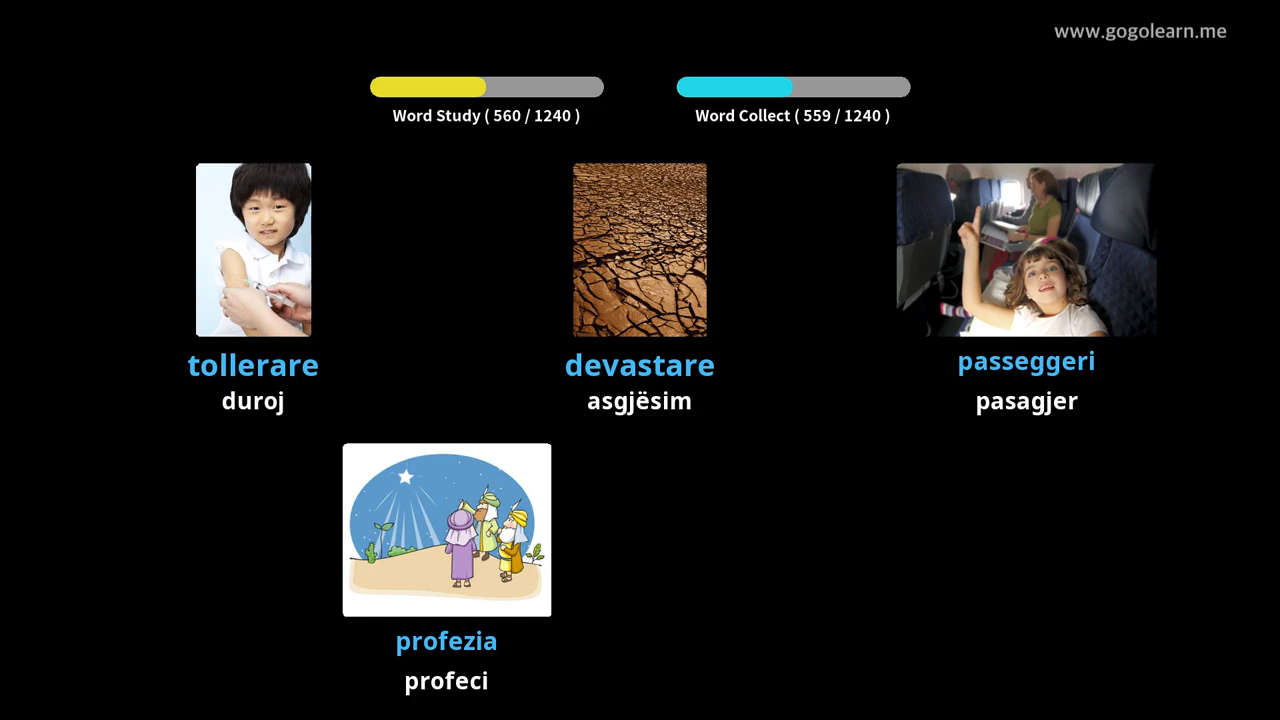 www.gogolearn.me
Word Study ( 560 / 1240 )
Word Collect ( 559 / 1240 )
tollerare
duroj
devastare
asgjësim
passeggeri
pasagjer
profezia
profeci